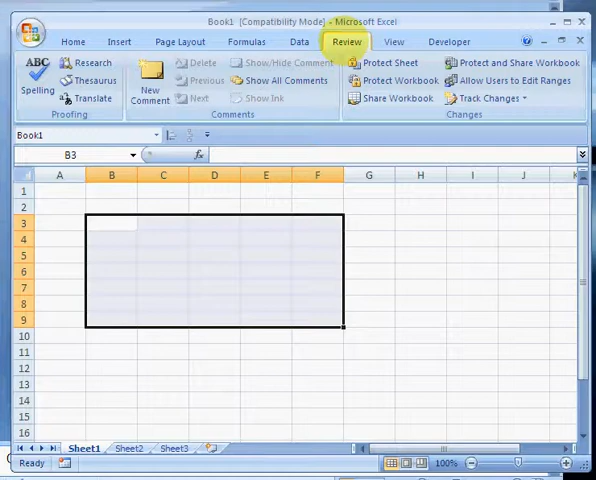 Book1 [Compatibility Mode] - Microsoft Excel
Home Insert Page Layout Formulas Data Review View Developer
ABC Research Delete Show/Hide Comment Protect Sheet Protect and Share Workbook
Thesaurus Previous Show All Comments Protect Workbook Allow Users to Edit Ranges
Spelling Translate New Comment Next Show Ink Share Workbook Track Changes
Proofing Comments Changes
Book1
B3 fx
A B C D E F G H I J K
1
2
3
4
5
6
7
8
9
10
11
12
13
14
15
16
Sheet1 Sheet2 Sheet3
Ready 100%